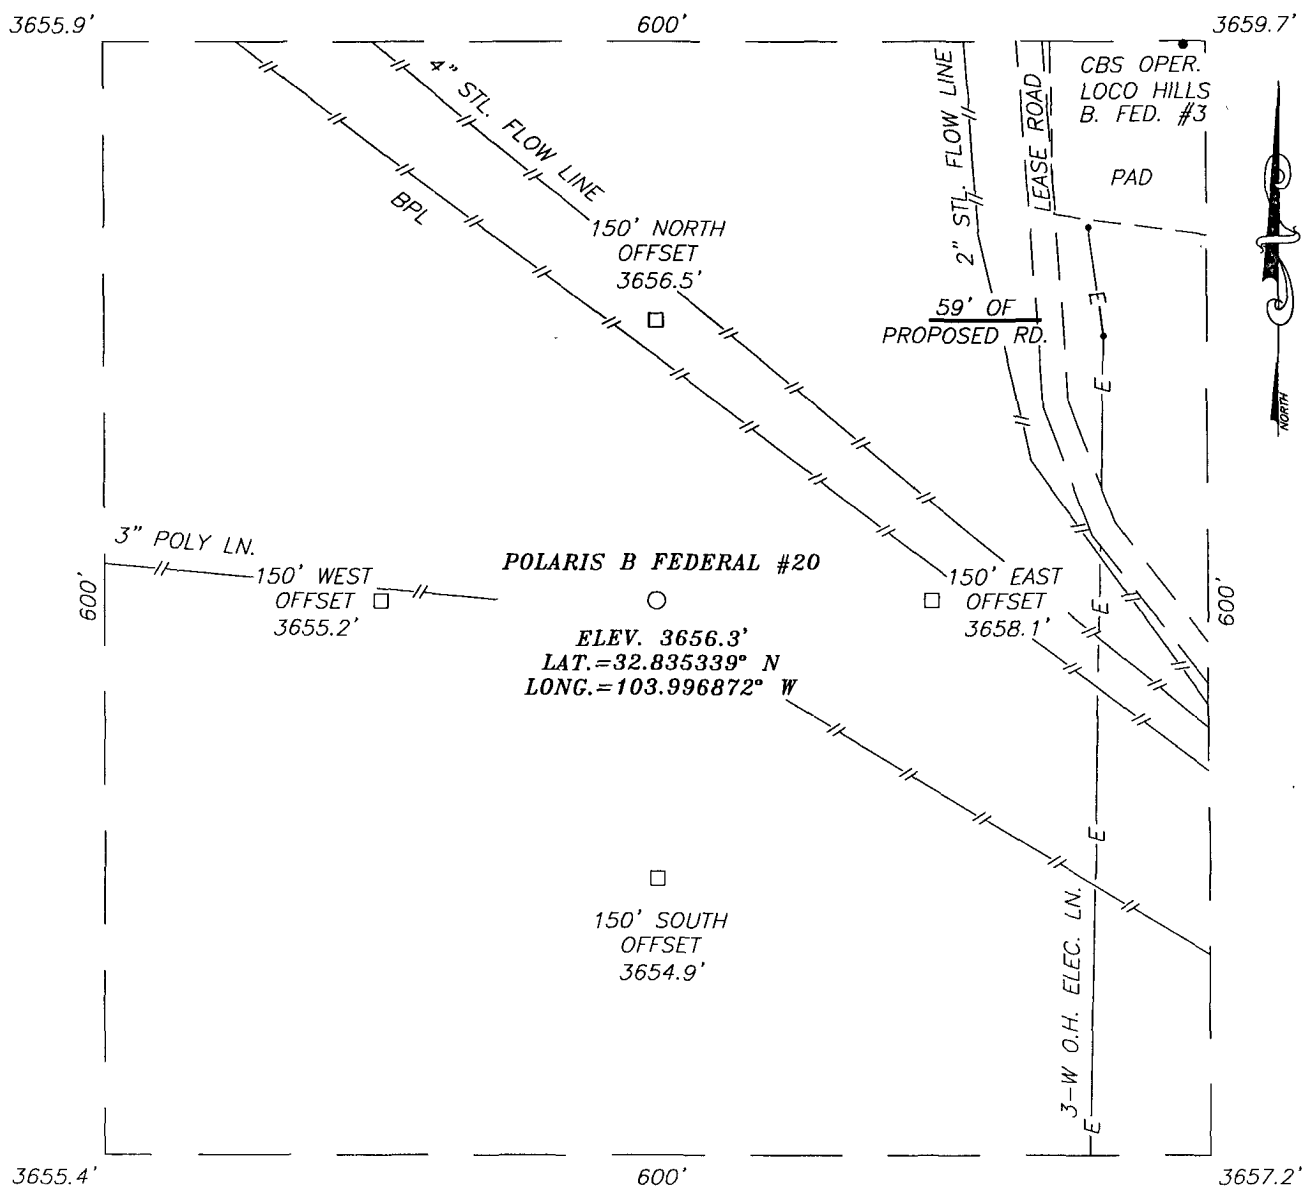 3655.9'
600'
3659.7'
4" STL. FLOW LINE
2" STL. FLOW LINE
LEASE ROAD
CBS OPER.
LOCO HILLS
B. FED. #3
PAD
BPL
150' NORTH
OFFSET
3656.5'
59' OF
PROPOSED RD.
E
E
NORTH
3" POLY LN.
600'
150' WEST
OFFSET
3655.2'
POLARIS B FEDERAL #20
ELEV. 3656.3'
LAT.=32.835339° N
LONG.=103.996872° W
150' EAST
OFFSET
3658.1'
E
600'
E
150' SOUTH
OFFSET
3654.9'
3-W O.H. ELEC. LN.
E
3655.4'
600'
3657.2'